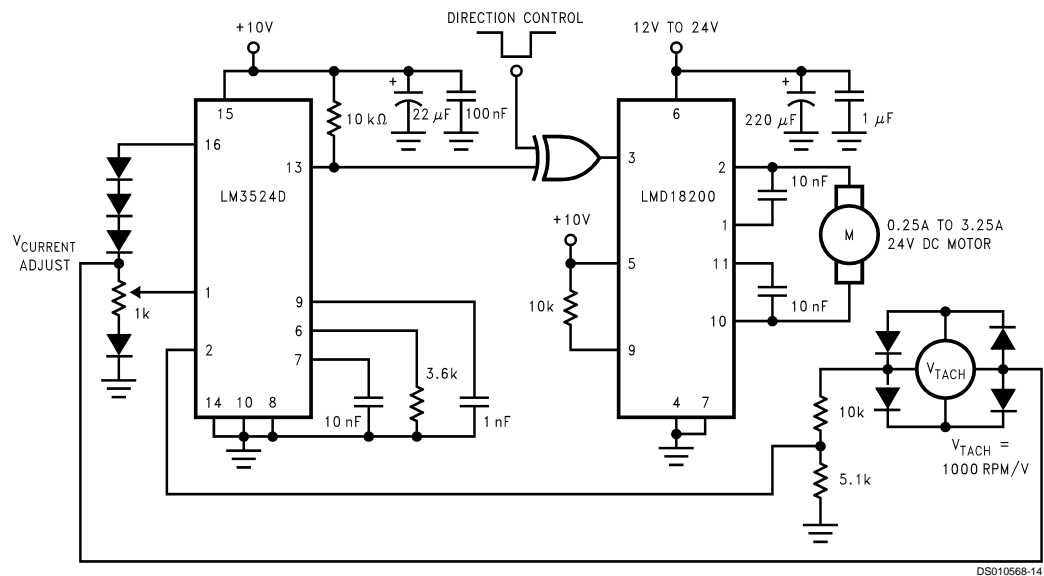 DIRECTION CONTROL
+10V
12V TO 24V
15
+
10 kΩ
22 µF
100 nF
6
+
220 µF
1 µF
16
13
LM3524D
3
LMD18200
2
10 nF
1
+10V
M
0.25A TO 3.25A
24V DC MOTOR
VCURRENT
ADJUST
5
11
1
1k
9
10k
10 nF
10
6
2
7
9
3.6k
VTACH
14 10 8
10 nF
1 nF
4 7
10k
VTACH =
1000 RPM/V
5.1k
DS010568-14